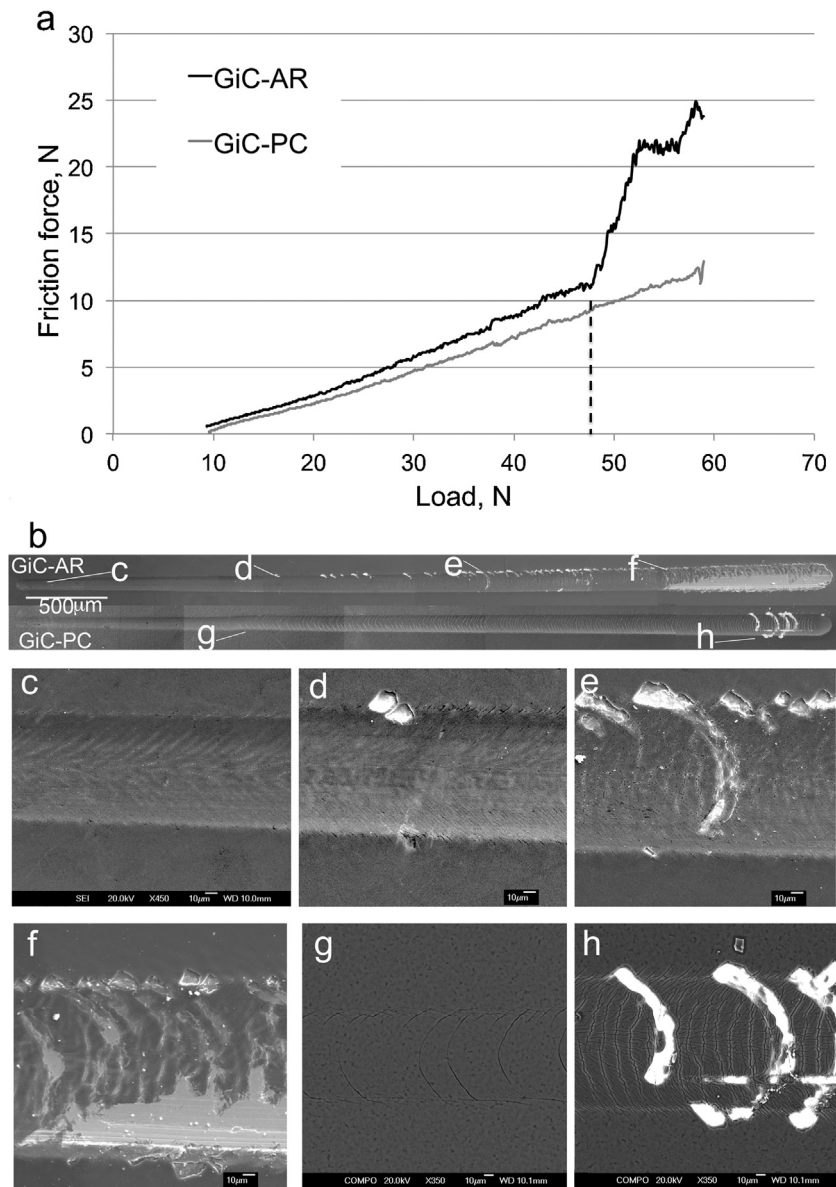 a
GiC-AR
GiC-PC
30
25
20
15
10
5
0
Friction force, N
0 10 20 30 40 50 60 70
Load, N
b
GiC-AR
c
d
e
f
500µm
GiC-PC
g
h
c
SEI 20.0kV X450 10µm WD 10.0mm
d
10µm
e
10µm
f
10µm
g
COMPO 20.0kV X350 10µm WD 10.1mm
h
COMPO 20.0kV X350 10µm WD 10.1mm